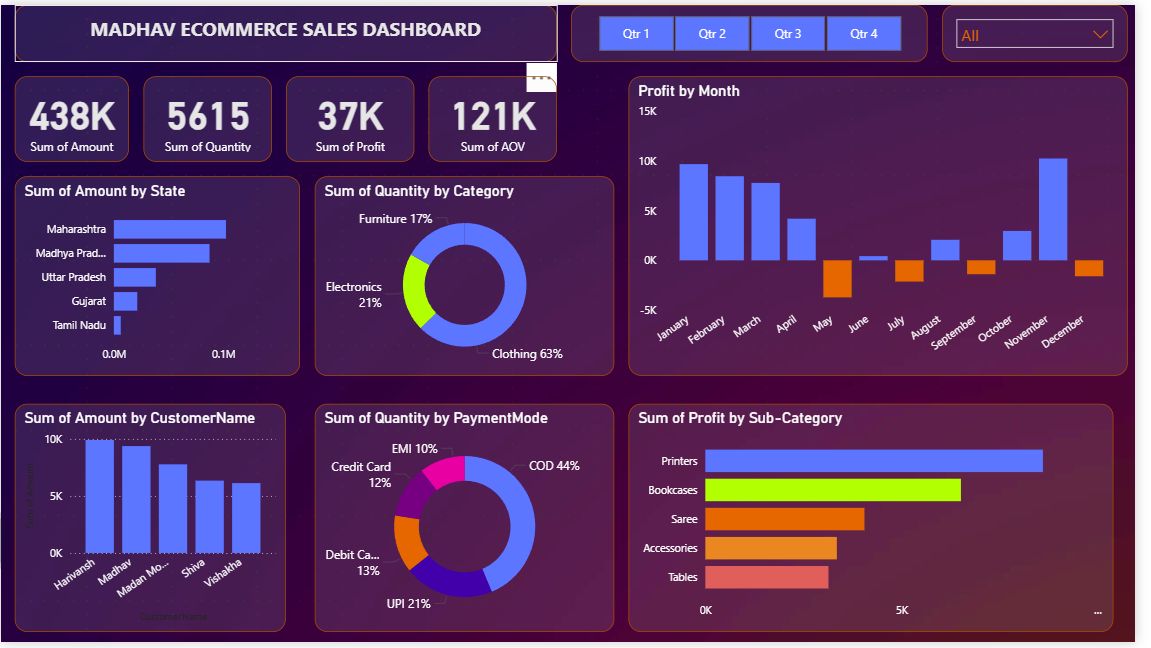 MADHAV ECOMMERCE SALES DASHBOARD
Qtr 1
Qtr 2
Qtr 3
Qtr 4
All
438K
Sum of Amount
5615
Sum of Quantity
37K
Sum of Profit
121K
Sum of AOV
Profit by Month
15K
10K
5K
0K
-5K
January
February
March
April
May
June
July
August
September
October
November
December
Sum of Amount by State
Maharashtra
Madhya Prad...
Uttar Pradesh
Gujarat
Tamil Nadu
0.0M
0.1M
Sum of Quantity by Category
Furniture 17%
Electronics
21%
Clothing 63%
Sum of Amount by CustomerName
10K
5K
0K
Sum of Amount
Harivansh
Madhav
Madan Mo...
Shiva
Vishakha
CustomerName
Sum of Quantity by PaymentMode
EMI 10%
Credit Card
12%
Debit Ca...
13%
UPI 21%
COD 44%
Sum of Profit by Sub-Category
Printers
Bookcases
Saree
Accessories
Tables
0K
5K
...